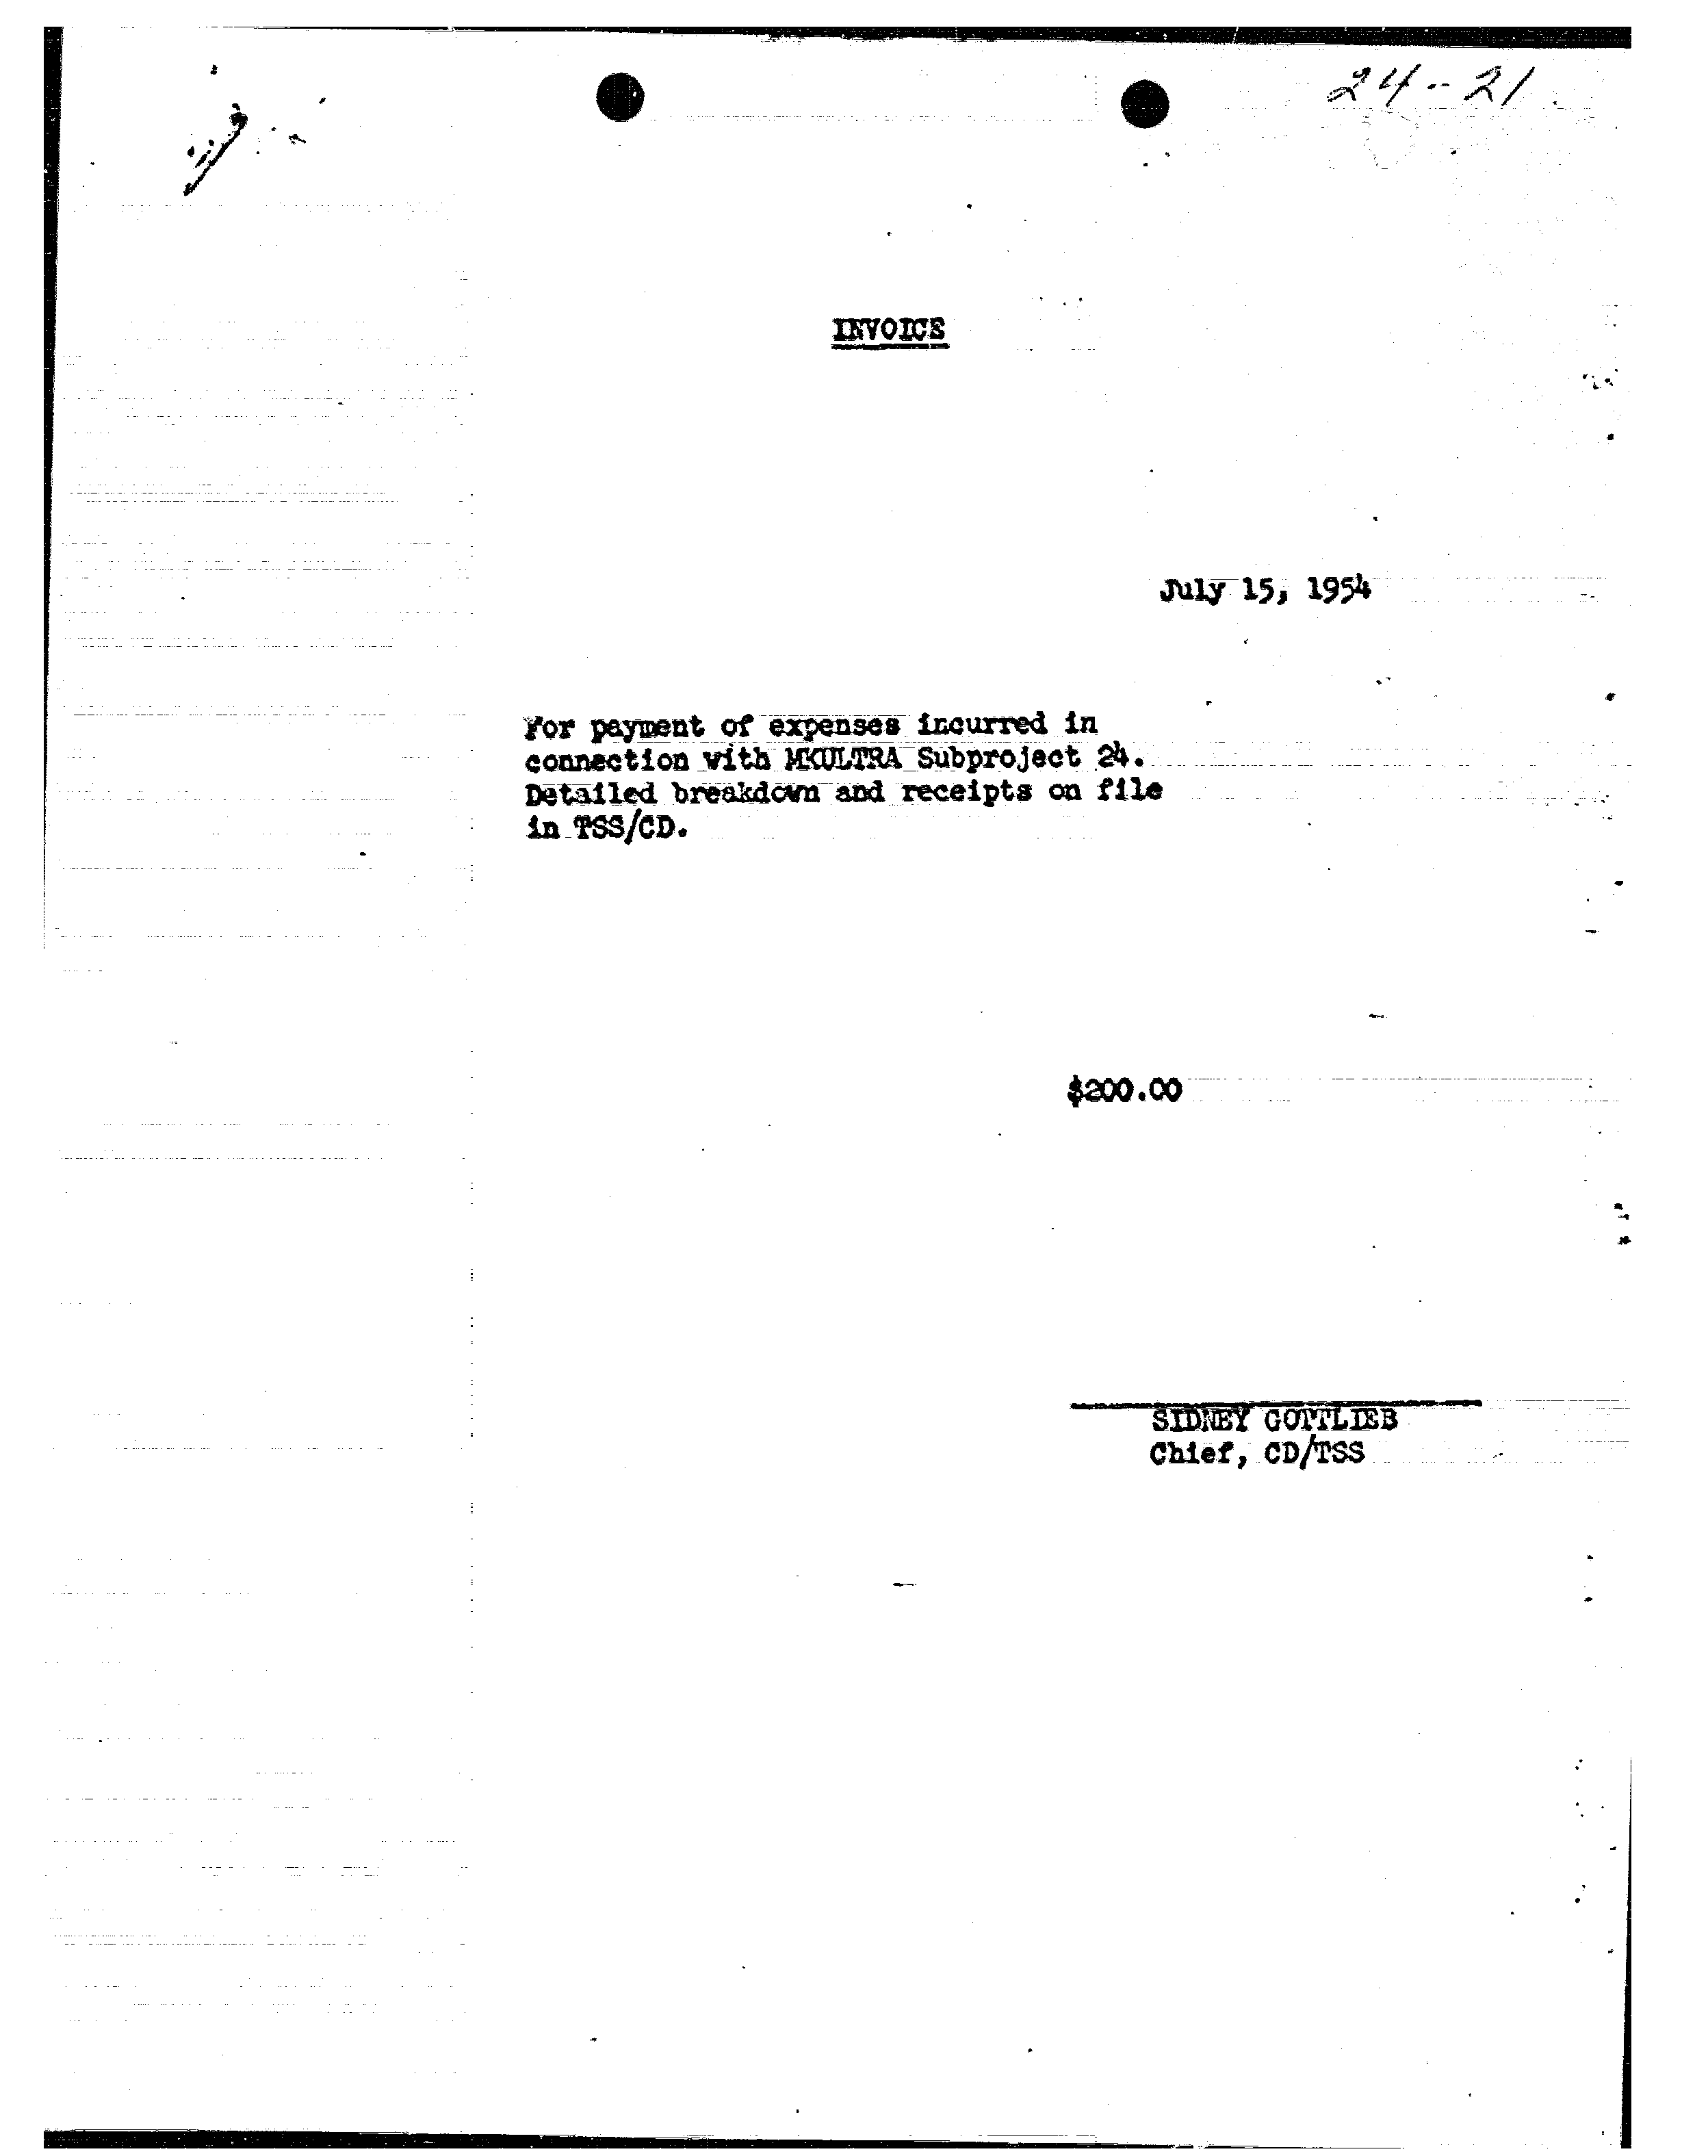 24-21
INVOICE
July 15, 1954
For payment of expenses incurred in
connection with MKULTRA Subproject 24.
Detailed breakdown and receipts on file
in TSS/CD.
$200.00
SIDNEY GOTTLIEB
Chief, CD/TSS